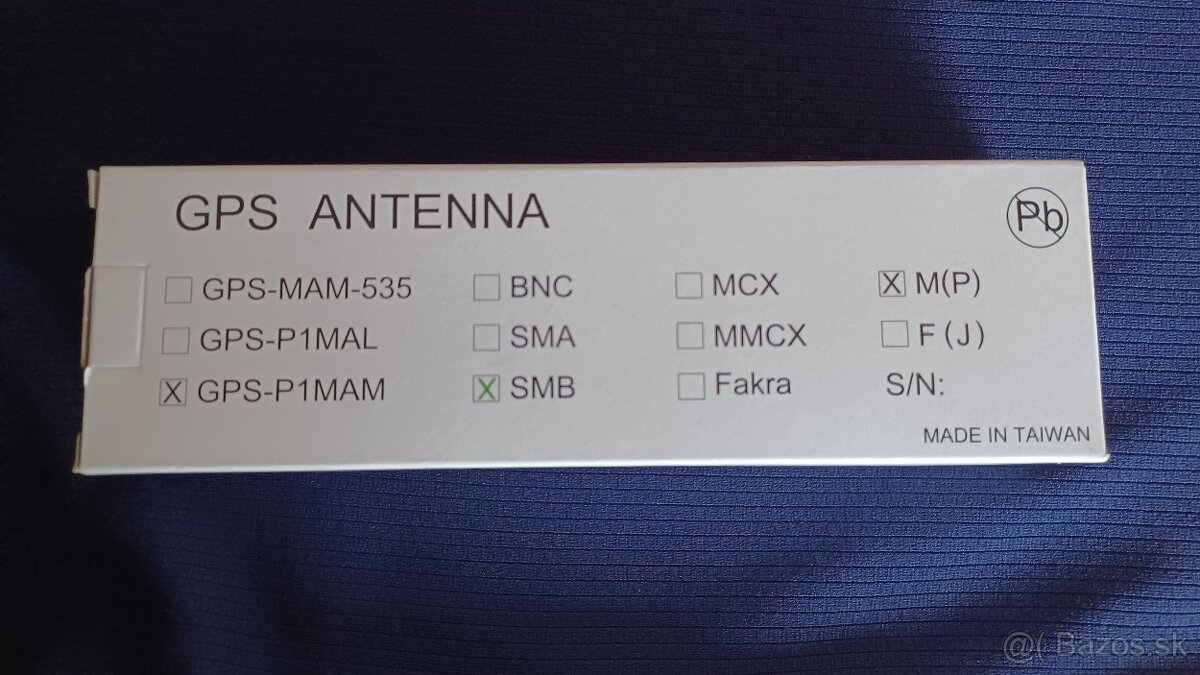 GPS ANTENNA
Pb
☐ GPS-MAM-535 ☐ BNC ☐ MCX ☒ M(P)
☐ GPS-P1MAL ☐ SMA ☐ MMCX ☐ F(J)
☒ GPS-P1MAM ☒ SMB ☐ Fakra S/N:
MADE IN TAIWAN
@( Bazos.sk